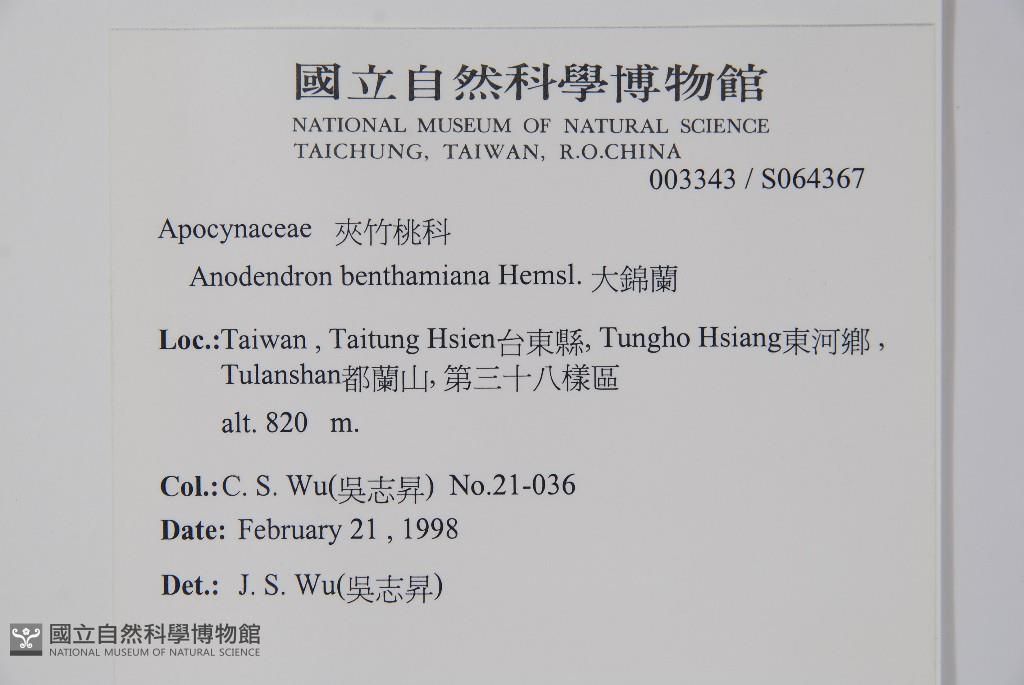 國立自然科學博物館
NATIONAL MUSEUM OF NATURAL SCIENCE
TAICHUNG, TAIWAN, R.O.CHINA
003343 / S064367
Apocynaceae 夾竹桃科
Anodendron benthamiana Hemsl. 大錦蘭
Loc.:Taiwan , Taitung Hsien台東縣, Tungho Hsiang東河鄉 ,
Tulanshan都蘭山, 第三十八樣區
alt. 820 m.
Col.:C. S. Wu(吳志昇) No.21-036
Date: February 21 , 1998
Det.: J. S. Wu(吳志昇)
國立自然科學博物館
NATIONAL MUSEUM OF NATURAL SCIENCE